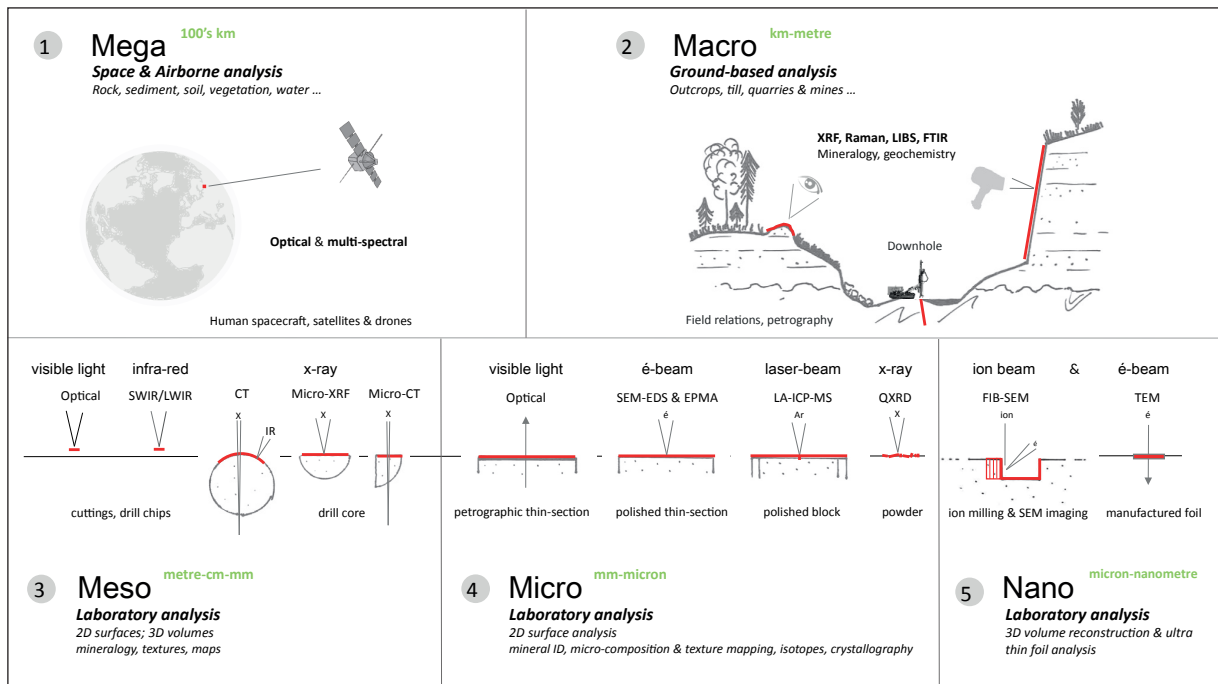 1
Mega
100's km
Space & Airborne analysis
Rock, sediment, soil, vegetation, water ...
Optical & multi-spectral
Human spacecraft, satellites & drones
2
Macro
km-metre
Ground-based analysis
Outcrops, till, quarries & mines ...
XRF, Raman, LIBS, FTIR
Mineralogy, geochemistry
Downhole
Field relations, petrography
visible light
infra-red
x-ray
Optical
SWIR/LWIR
CT
Micro-XRF
Micro-CT
x
x
x
IR
cuttings, drill chips
drill core
3
Meso
metre-cm-mm
Laboratory analysis
2D surfaces; 3D volumes
mineralogy, textures, maps
visible light
é-beam
laser-beam
x-ray
Optical
SEM-EDS & EPMA
LA-ICP-MS
QXRD
é
Ar
x
petrographic thin-section
polished thin-section
polished block
powder
4
Micro
mm-micron
Laboratory analysis
2D surface analysis
mineral ID, micro-composition & texture mapping, isotopes, crystallography
ion beam & é-beam
FIB-SEM
TEM
ion
é
é
ion milling & SEM imaging
manufactured foil
5
Nano
micron-nanometre
Laboratory analysis
3D volume reconstruction & ultra
thin foil analysis